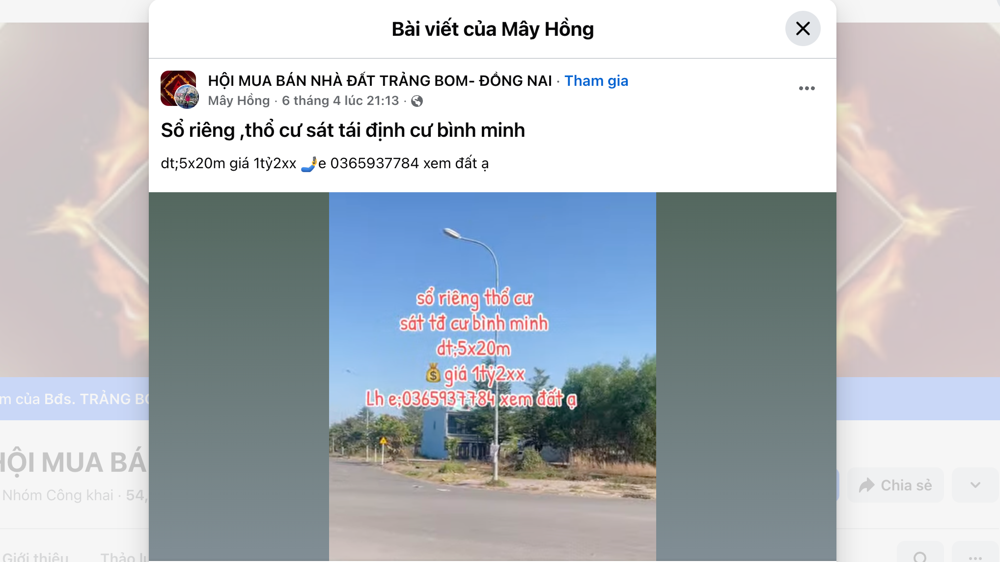 Bài viết của Mây Hồng
HỘI MUA BÁN NHÀ ĐẤT TRẢNG BOM- ĐỒNG NAI · Tham gia
Mây Hồng · 6 tháng 4 lúc 21:13 ·
Sổ riêng ,thổ cư sát tái định cư bình minh
dt;5x20m giá 1tỷ2xx 🤳e 0365937784 xem đất ạ
sổ riêng thổ cư
sát tđ cư bình minh
dt;5x20m
💰giá 1tỷ2xx
Lh e;0365937784 xem đất ạ
m của Bđs. TRẢNG BO
HỘI MUA BÁ
Nhóm Công khai · 54,
Chia sẻ
Giới thiệu
Thảo lu